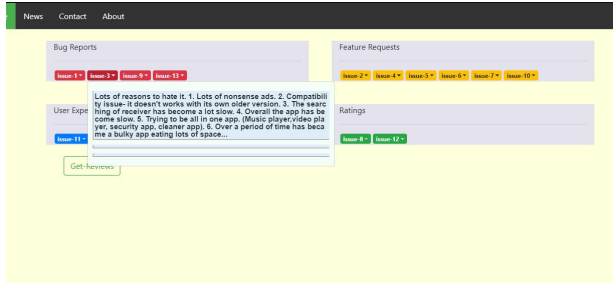 News Contact About
Bug Reports
issue-1 issue-3 issue-9 issue-13
Feature Requests
issue-2 issue-4 issue-5 issue-6 issue-7 issue-10
Lots of reasons to hate it. 1. Lots of nonsense ads. 2. Compatibili
ty issue- it doesn't works with its own older version. 3. The searc
hing of receiver has become a lot slow. 4. Overall the app has be
come slow. 5. Trying to be all in one app. (Music player,video pla
yer, security app, cleaner app). 6. Over a period of time has beca
me a bulky app eating lots of space...
User Expe
issue-11
Ratings
issue-8 issue-12
Get-Reviews